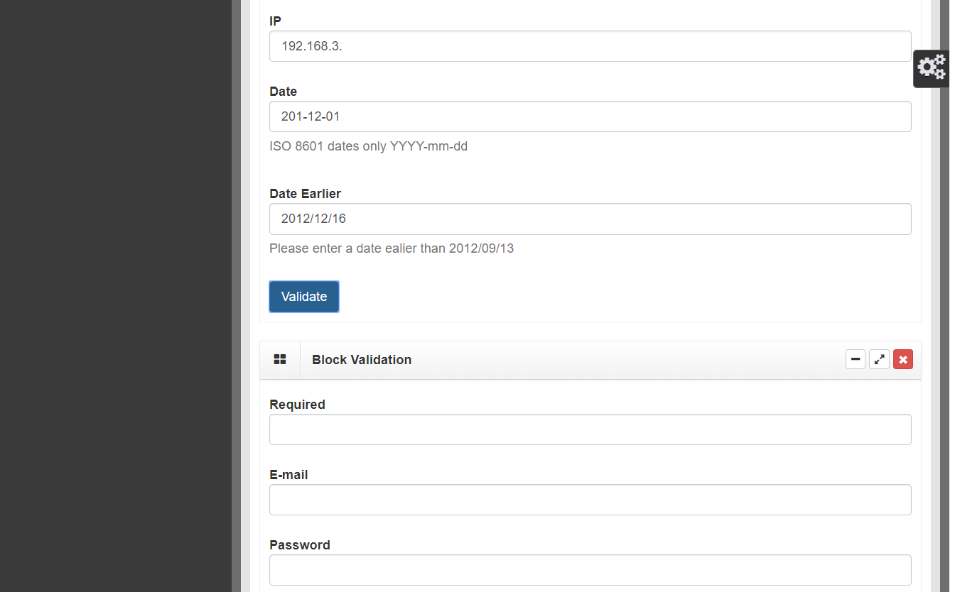 IP
192.168.3.
Date
201-12-01
ISO 8601 dates only YYYY-mm-dd
Date Earlier
2012/12/16
Please enter a date ealier than 2012/09/13
Validate
Block Validation
Required
E-mail
Password